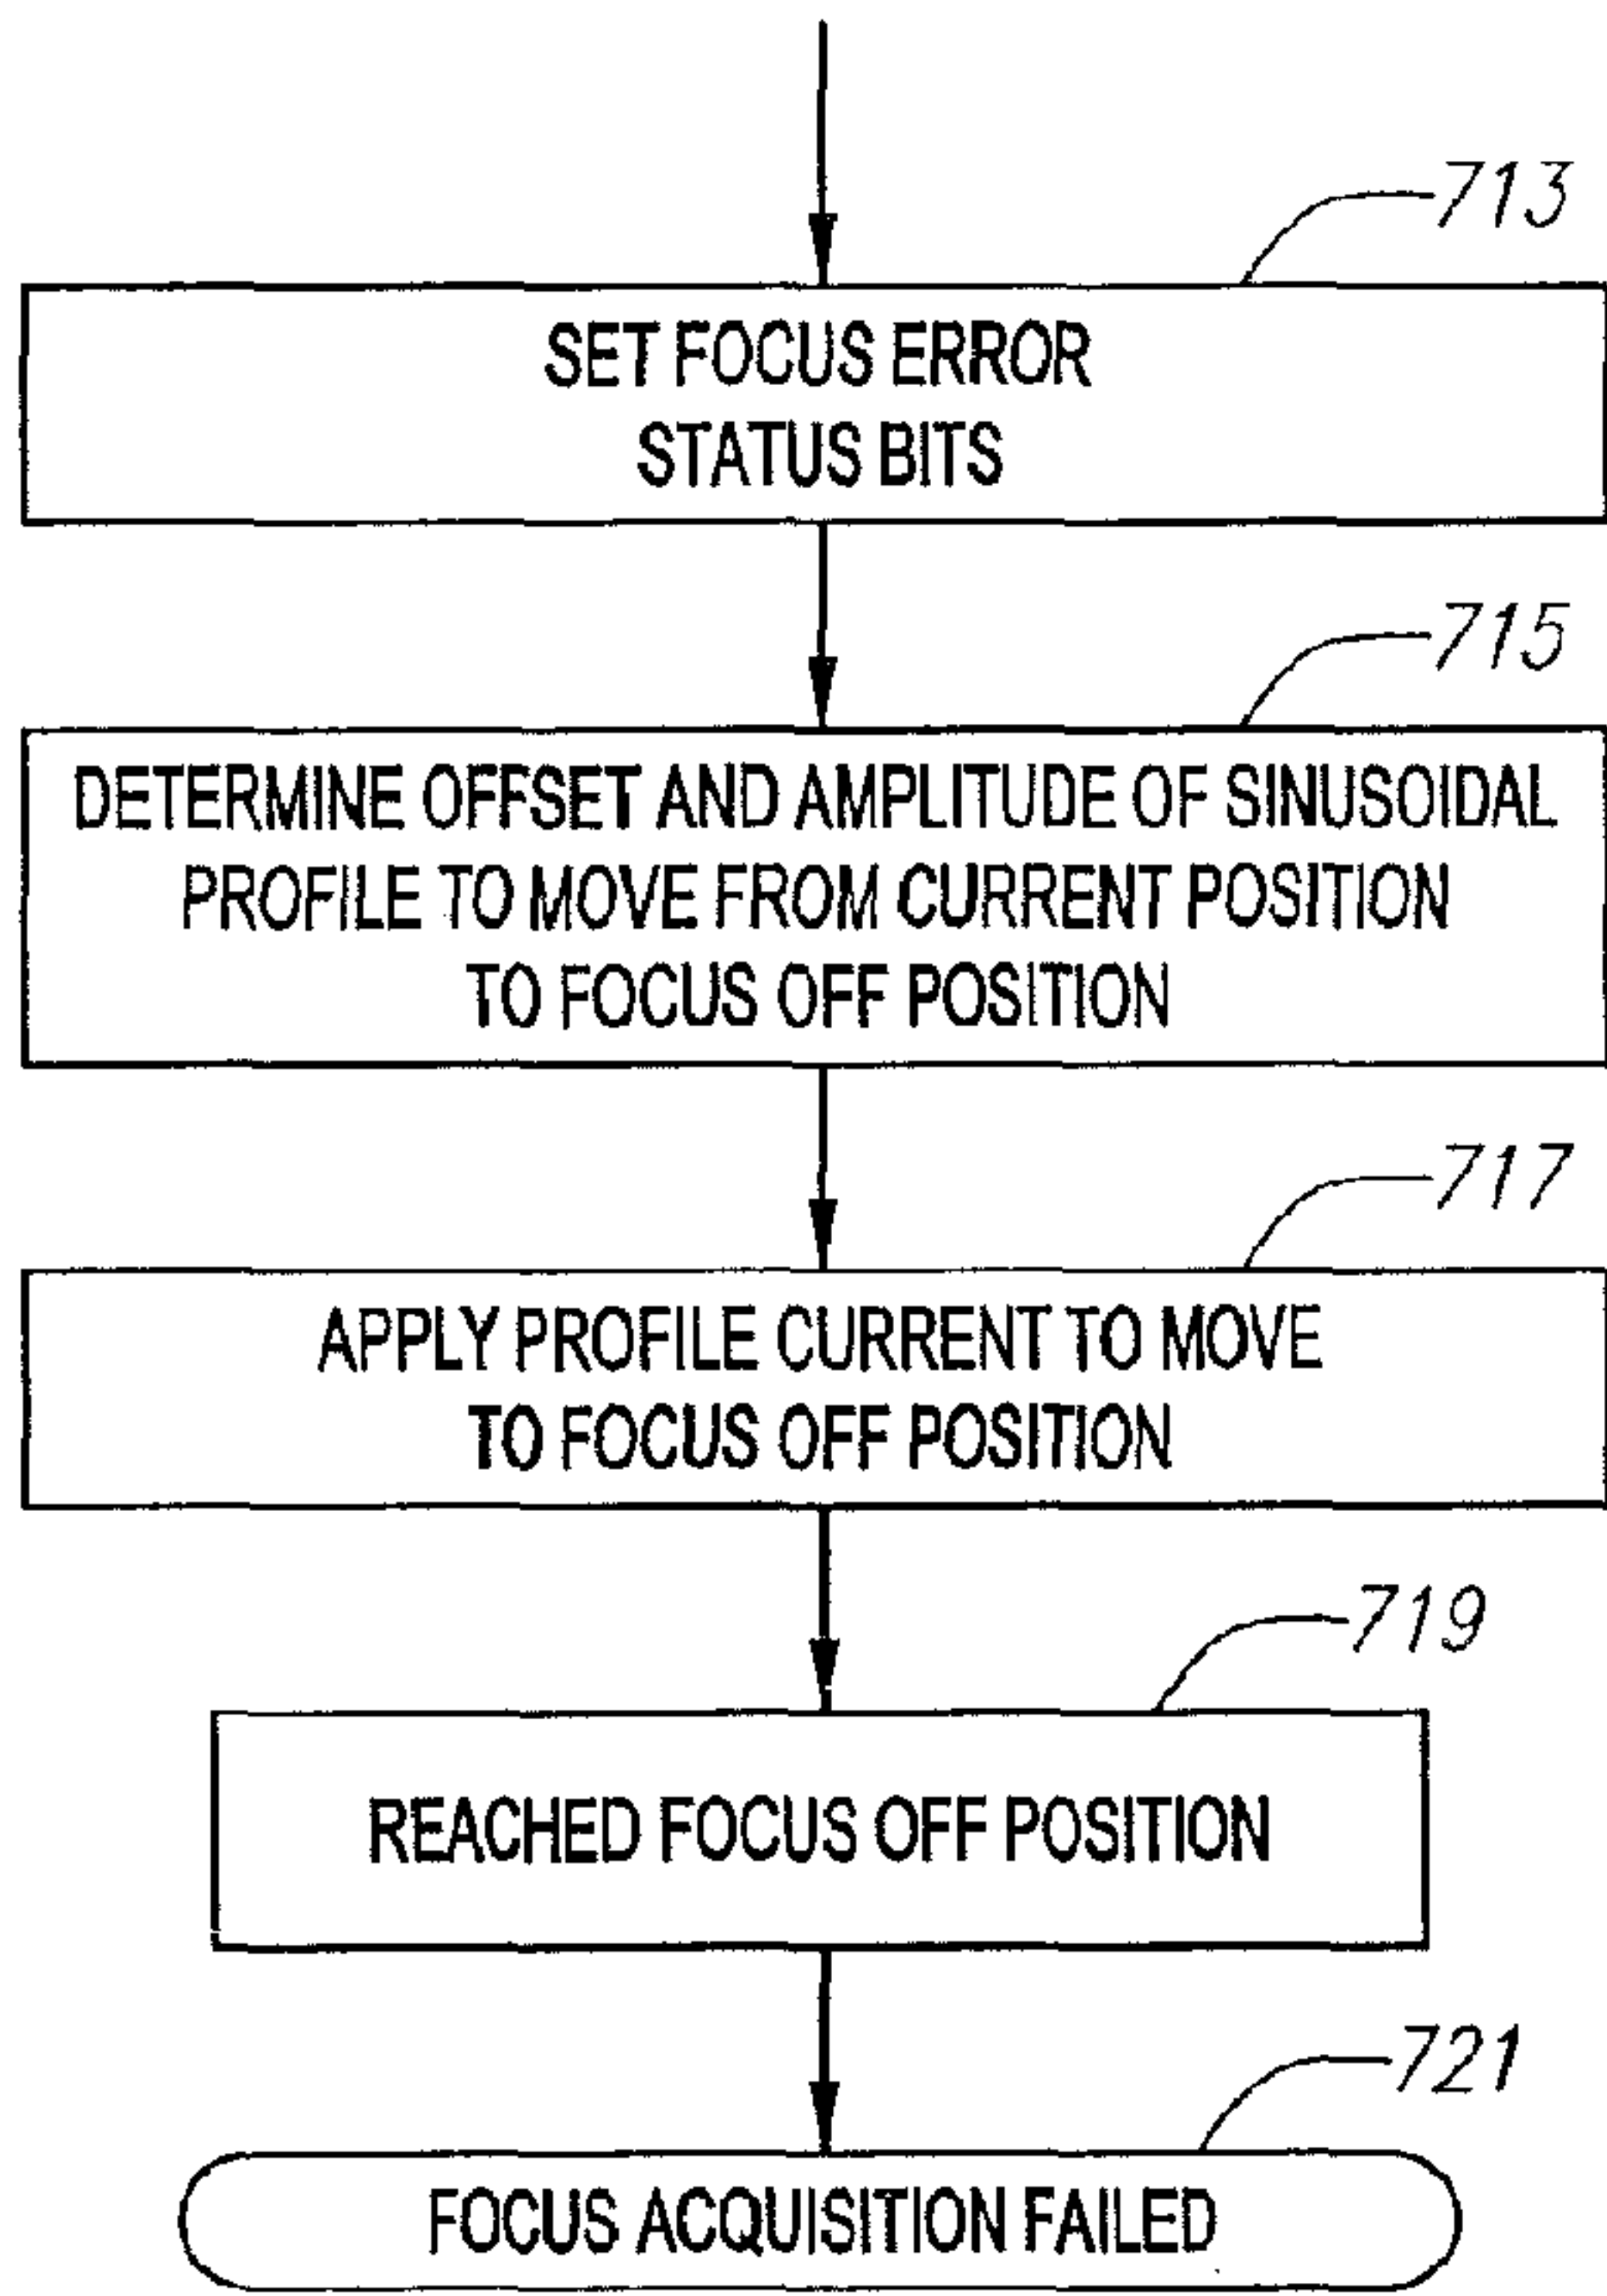 713
SET FOCUS ERROR
STATUS BITS
715
DETERMINE OFFSET AND AMPLITUDE OF SINUSOIDAL
PROFILE TO MOVE FROM CURRENT POSITION
TO FOCUS OFF POSITION
717
APPLY PROFILE CURRENT TO MOVE
TO FOCUS OFF POSITION
719
REACHED FOCUS OFF POSITION
721
FOCUS ACQUISITION FAILED